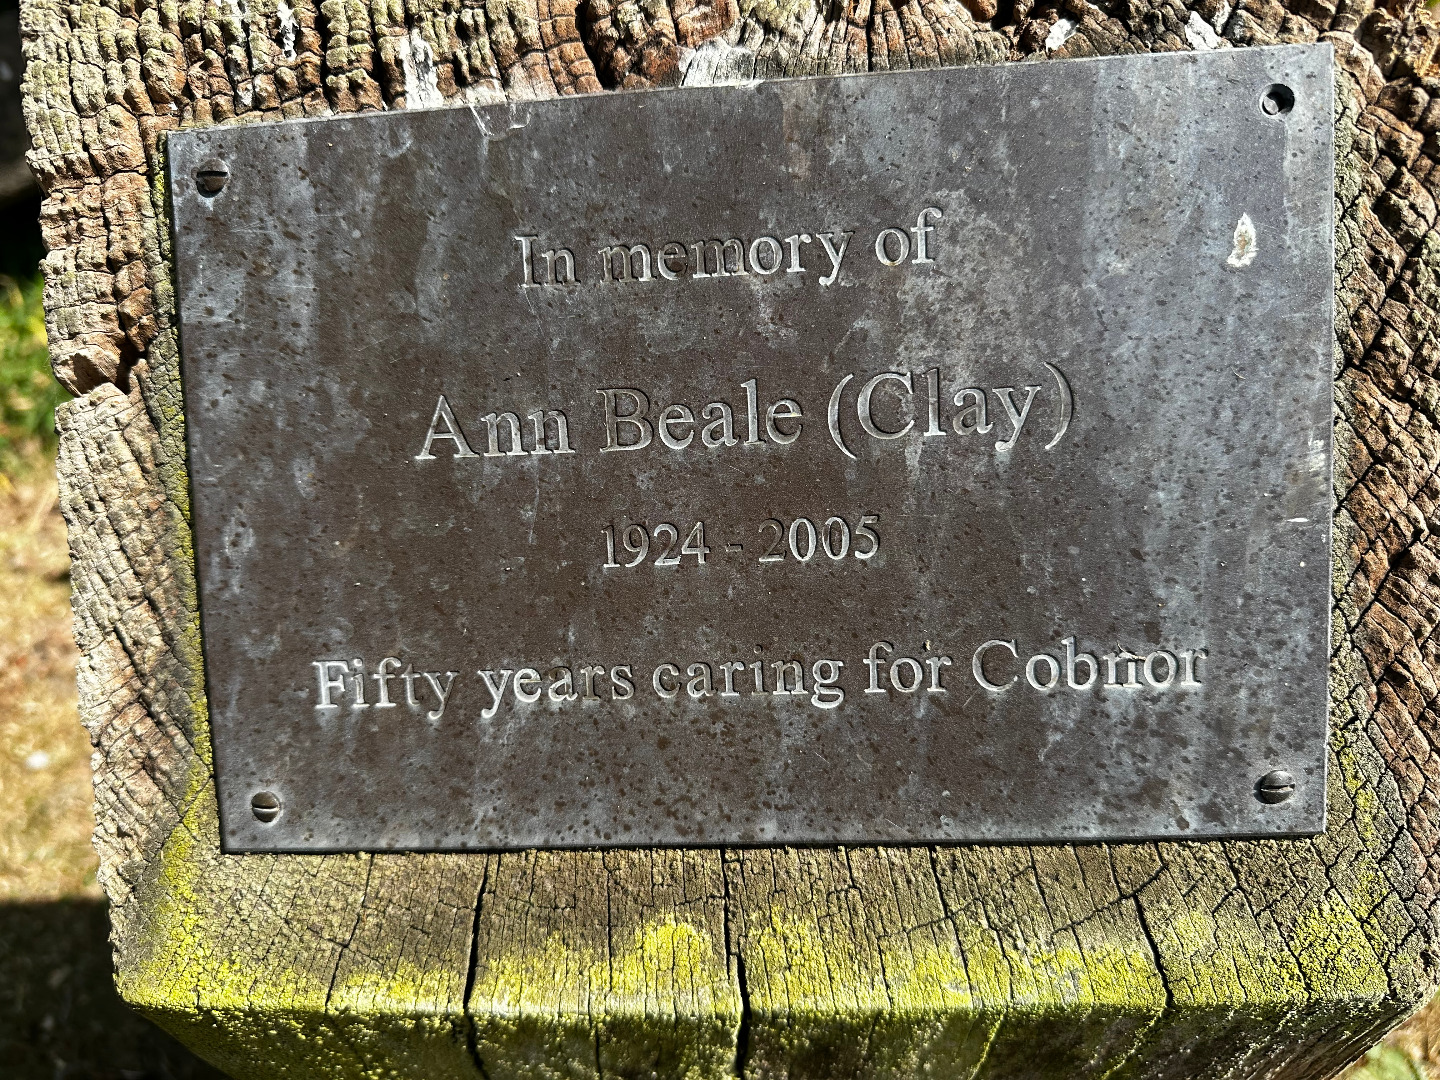 In memory of
Ann Beale (Clay)
1924 - 2005
Fifty years caring for Cobnor